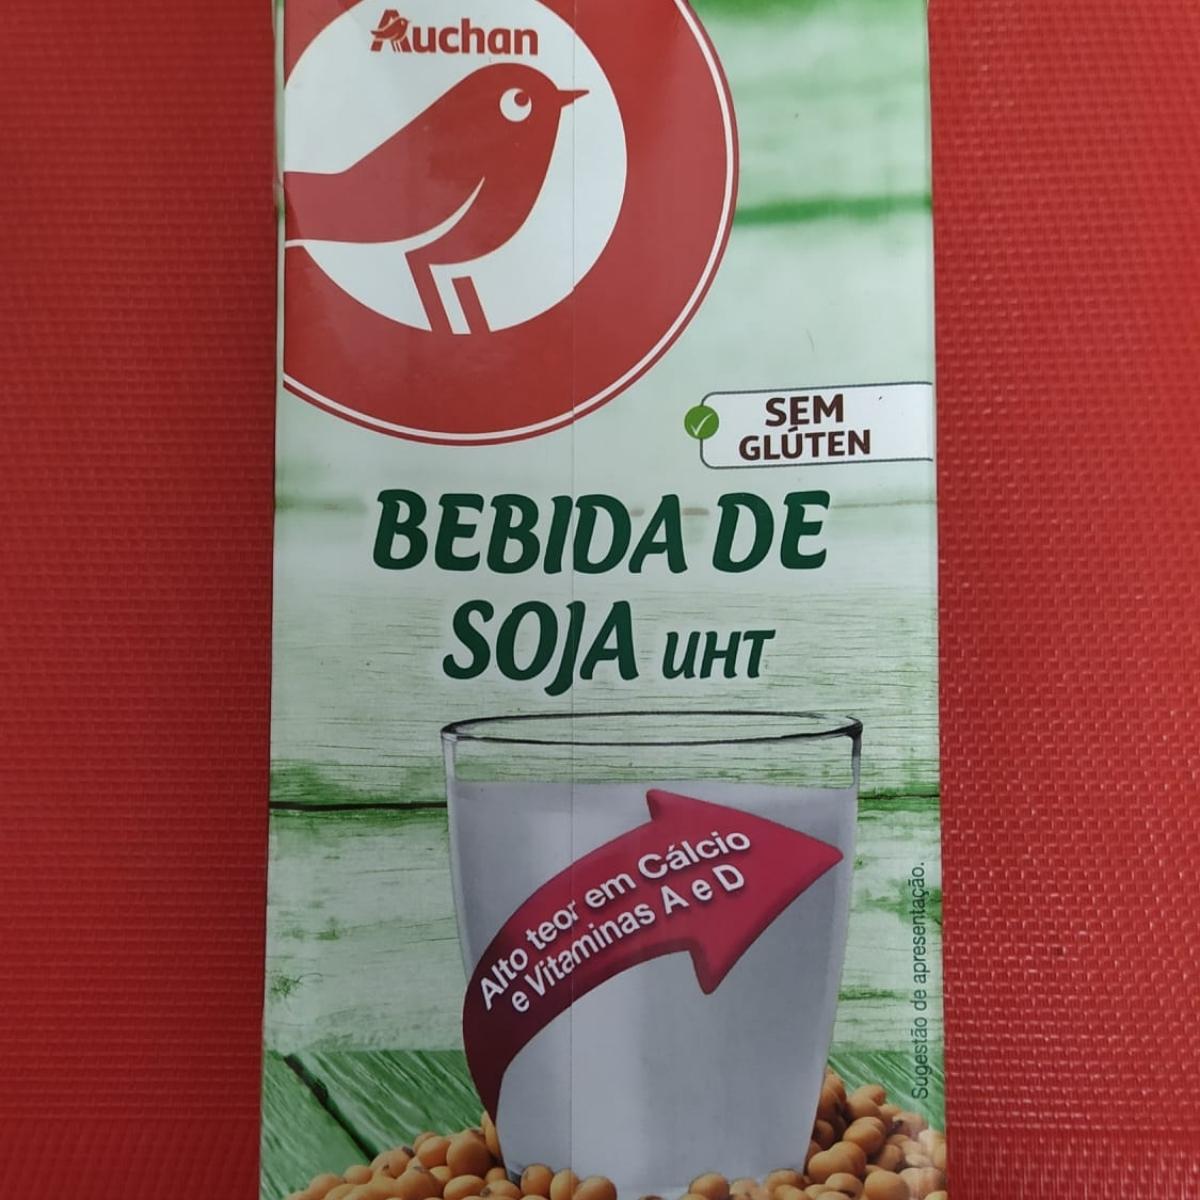 Auchan
SEM
GLÚTEN
BEBIDA DE
SOJA UHT
Alto teor em Cálcio
e Vitaminas A e D
Sugestão de apresentação.